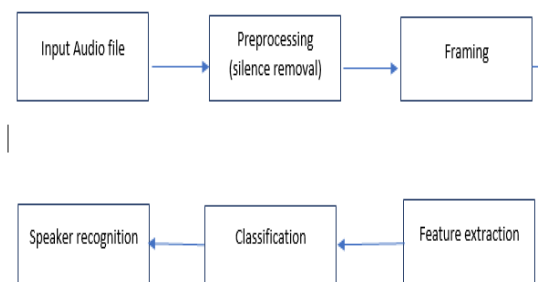 Input Audio file
Preprocessing
(silence removal)
Framing
Speaker recognition
Classification
Feature extraction